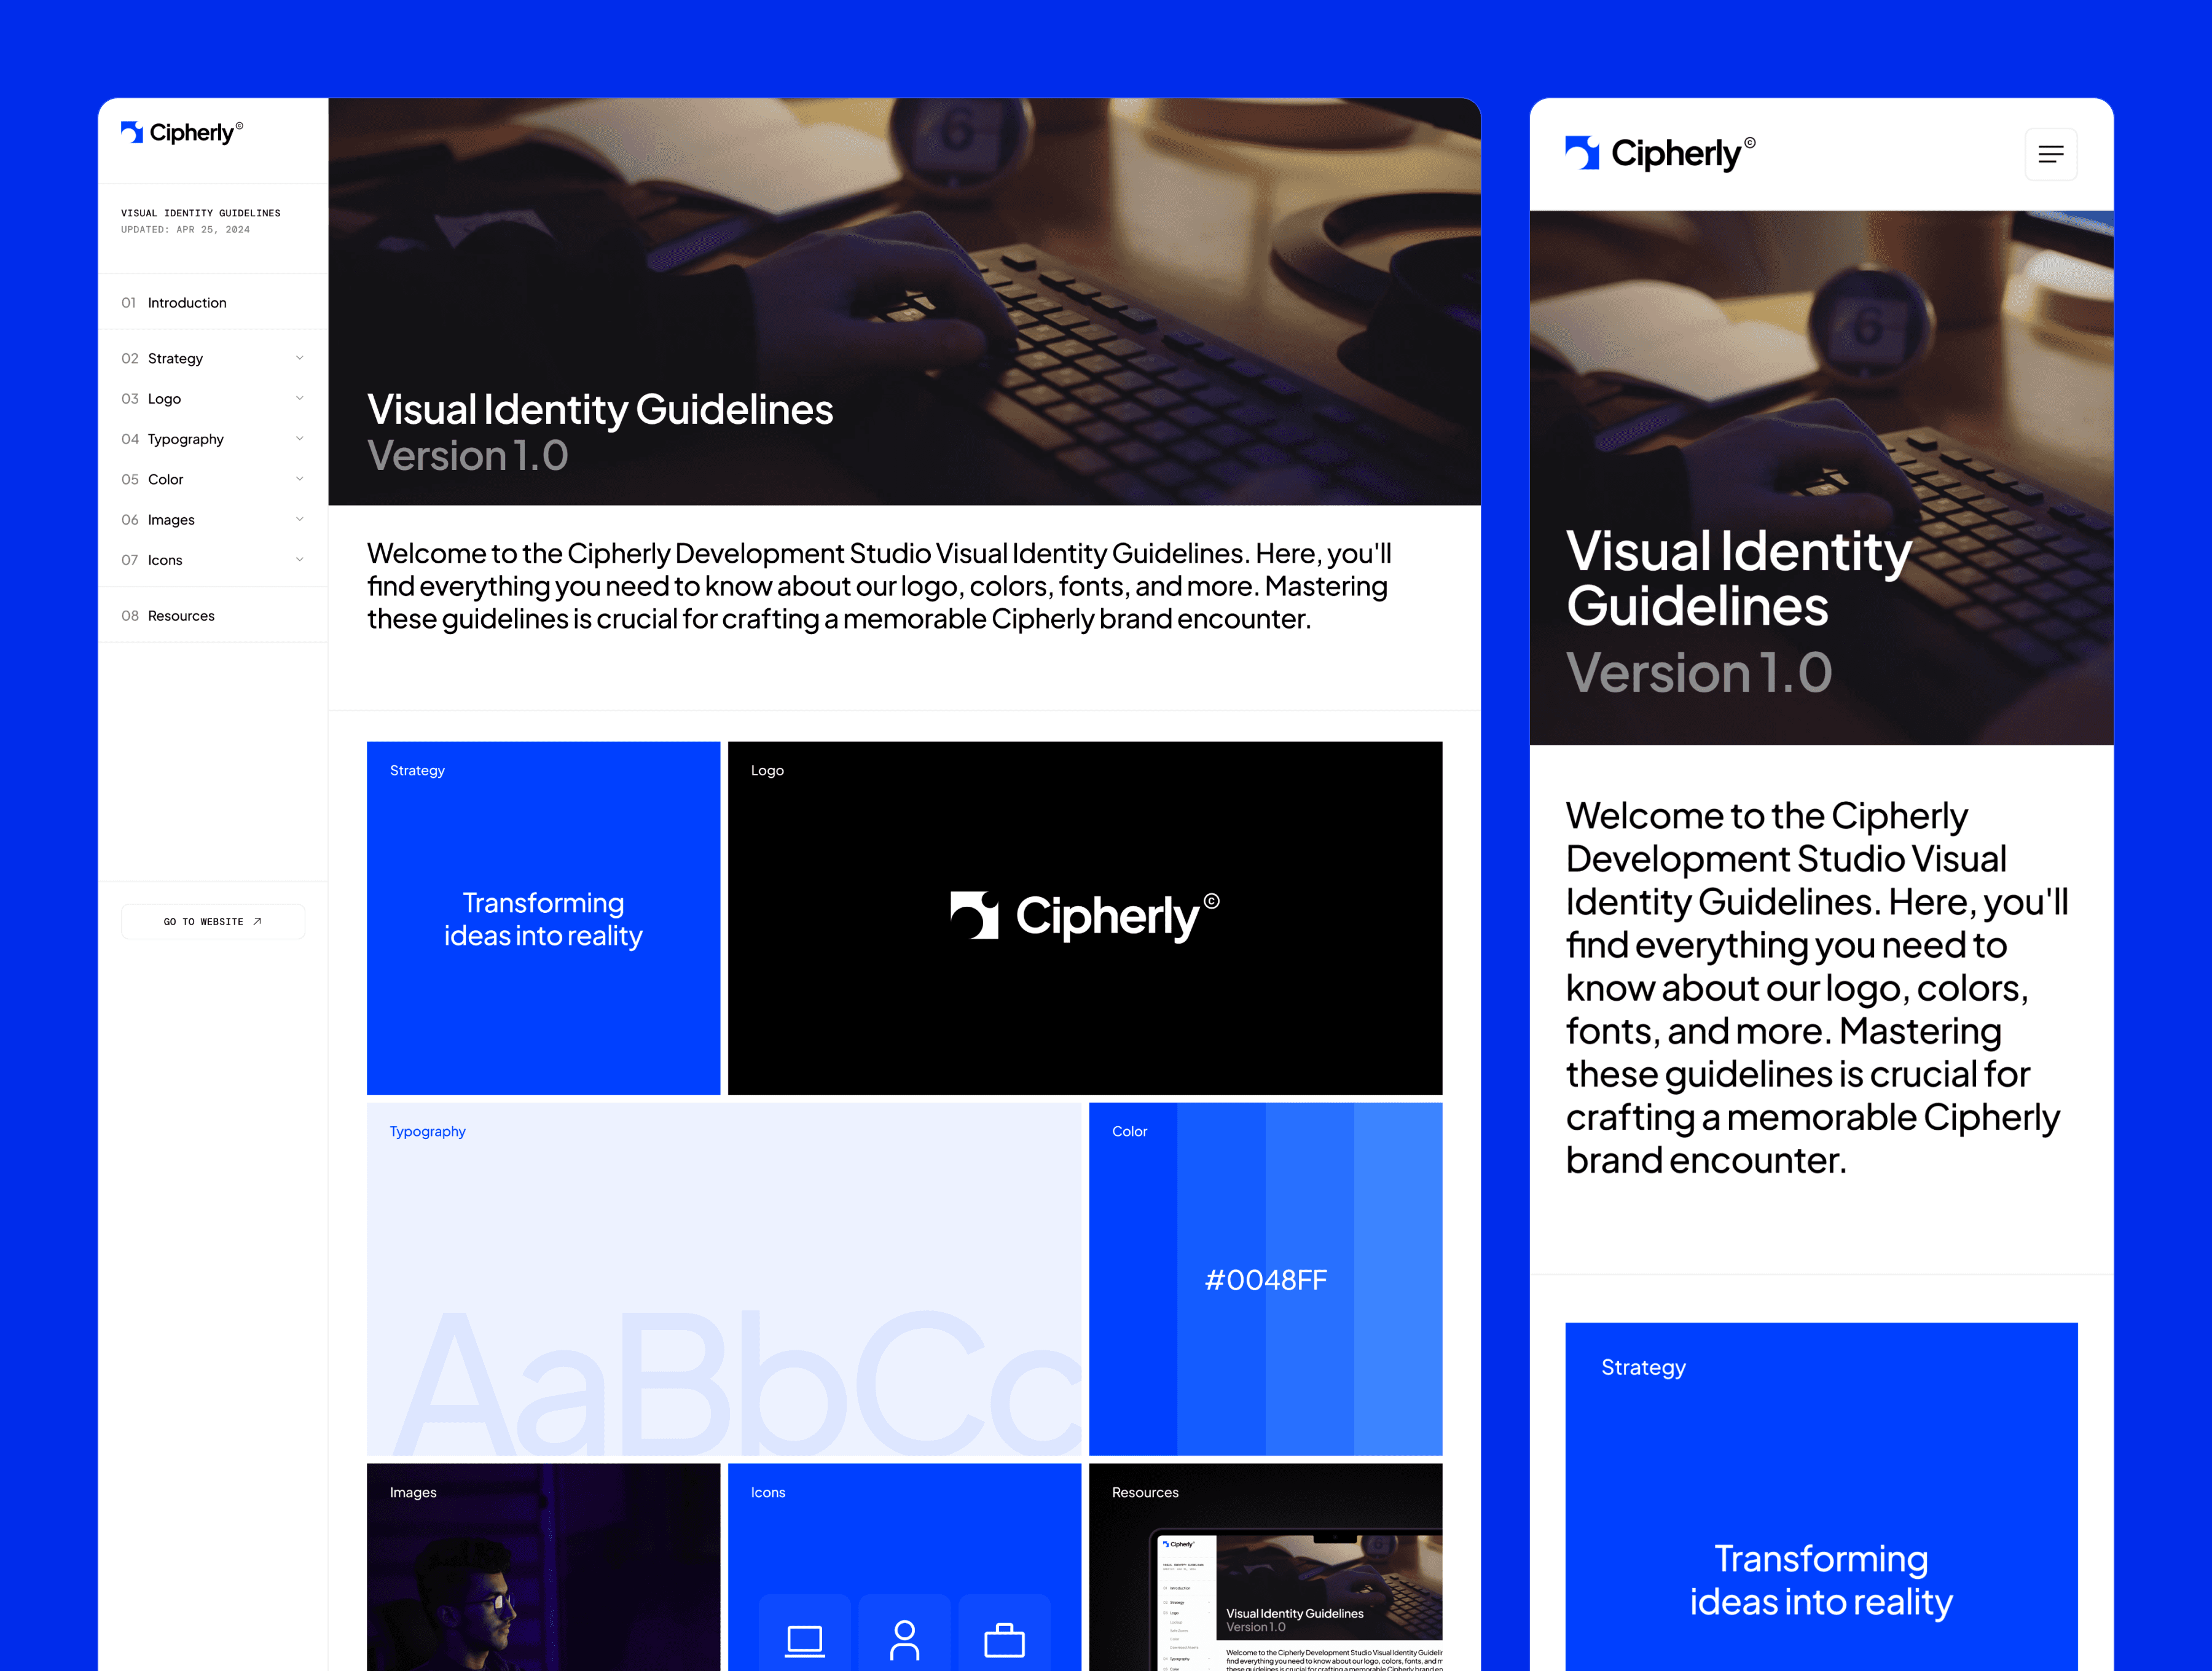 Cipherly©
VISUAL IDENTITY GUIDELINES
UPDATED: APR 25, 2024
01 Introduction
02 Strategy
03 Logo
04 Typography
05 Color
06 Images
07 Icons
08 Resources
GO TO WEBSITE
6
Visual Identity Guidelines
Version 1.0
Welcome to the Cipherly Development Studio Visual Identity Guidelines. Here, you'll
find everything you need to know about our logo, colors, fonts, and more. Mastering
these guidelines is crucial for crafting a memorable Cipherly brand encounter.
Strategy
Transforming
ideas into reality
Logo
Cipherly©
Typography
AaBbCc
Color
#0048FF
Images
Icons
Resources
Cipherly
Introduction
Strategy
Logo
Typography
Color
Visual Identity Guidelines
Version 1.0
Welcome to the Cipherly Development Studio Visual Identity Guidelin
find everything you need to know about our logo, colors, fonts, and m
these guidelines is crucial for crafting a memorable Cipherly brand en
Cipherly©
6
Visual Identity
Guidelines
Version 1.0
Welcome to the Cipherly
Development Studio Visual
Identity Guidelines. Here, you'll
find everything you need to
know about our logo, colors,
fonts, and more. Mastering
these guidelines is crucial for
crafting a memorable Cipherly
brand encounter.
Strategy
Transforming
ideas into reality